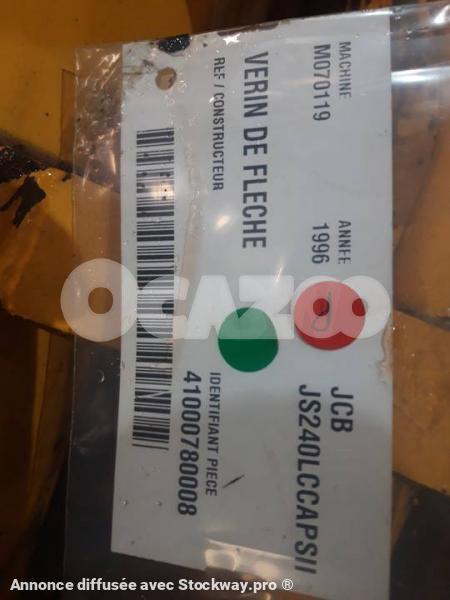 MACHINE
M070119
ANNEE
1996
JCB
JS240LCCAPSII
VERIN DE FLECHE
REF / CONSTRUCTEUR
IDENTIFIANT PIECE
41000780008
D
OCAZOO
Annonce diffusée avec Stockway.pro ®